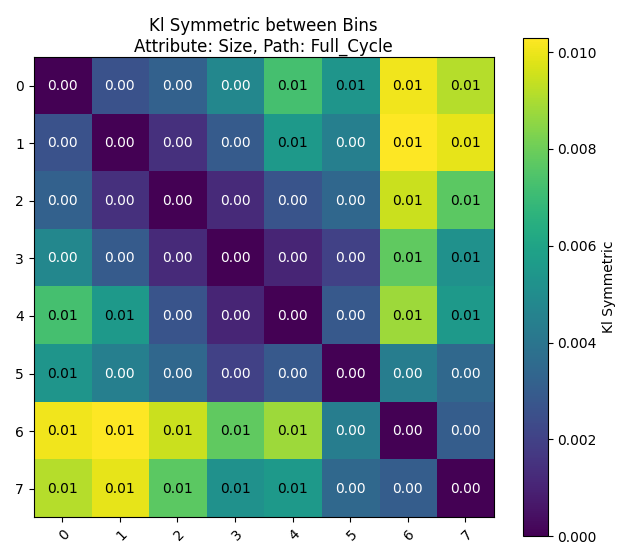 Kl Symmetric between Bins
Attribute: Size, Path: Full_Cycle
0 0.00 0.00 0.00 0.00 0.01 0.01 0.01 0.01
1 0.00 0.00 0.00 0.00 0.01 0.00 0.01 0.01
2 0.00 0.00 0.00 0.00 0.00 0.00 0.01 0.01
3 0.00 0.00 0.00 0.00 0.00 0.00 0.01 0.01
4 0.01 0.01 0.00 0.00 0.00 0.00 0.01 0.01
5 0.01 0.00 0.00 0.00 0.00 0.00 0.00 0.00
6 0.01 0.01 0.01 0.01 0.01 0.00 0.00 0.00
7 0.01 0.01 0.01 0.01 0.01 0.00 0.00 0.00
0 1 2 3 4 5 6 7
0.010
0.008
0.006
0.004
0.002
0.000
Kl Symmetric